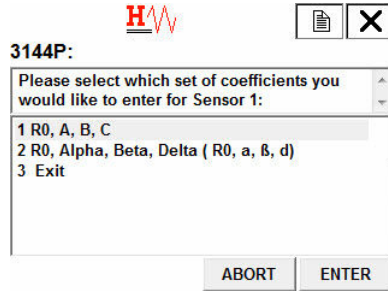 H
3144P:
Please select which set of coefficients you
would like to enter for Sensor 1:
1 R0, A, B, C
2 R0, Alpha, Beta, Delta ( R0, a, ß, d)
3 Exit
ABORT ENTER